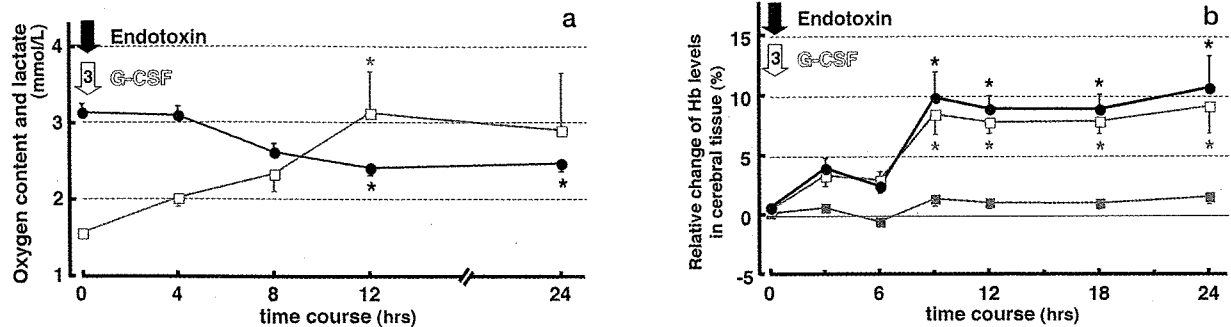 a
Endotoxin
3 G-CSF
Oxygen content and lactate
(mmol/L)
4
3
2
1
0 4 8 12 24
time course (hrs)
*
*
*
b
Endotoxin
3 G-CSF
Relative change of Hb levels
in cerebral tissue (%)
15
10
5
0
-5
0 3 6 9 12 18 24
time course (hrs)
* * * *
* * * *